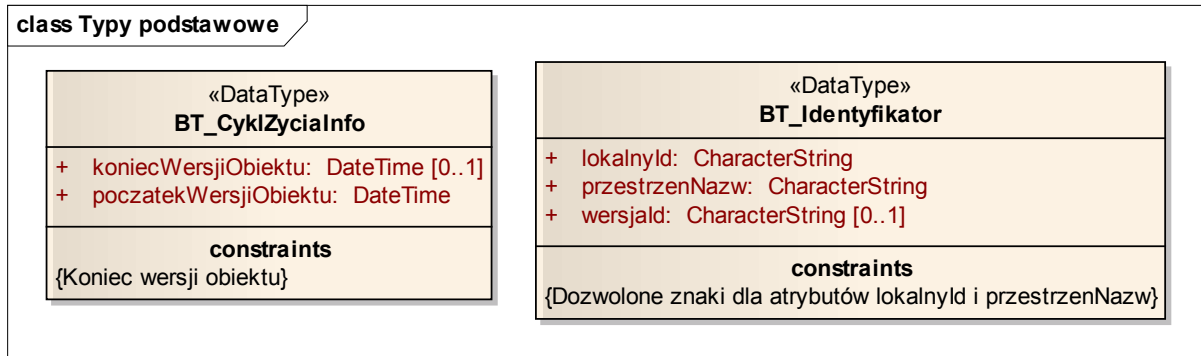 class Typy podstawowe
«DataType»
BT_CyklZyciaInfo
+ koniecWersjiObiektu: DateTime [0..1]
+ poczatekWersjiObiektu: DateTime
constraints
{Koniec wersji obiektu}
«DataType»
BT_Identyfikator
+ lokalnyId: CharacterString
+ przestrzenNazw: CharacterString
+ wersjaId: CharacterString [0..1]
constraints
{Dozwolone znaki dla atrybutów lokalnyId i przestrzenNazw}